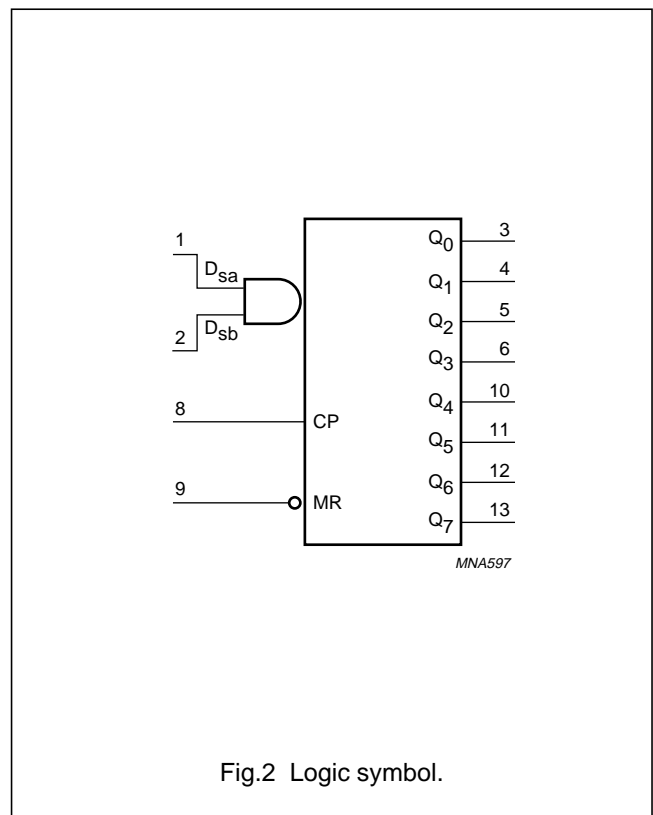 1
Dsa
Dsb
2
8
CP
9
MR
Q0 3
Q1 4
Q2 5
Q3 6
Q4 10
Q5 11
Q6 12
Q7 13
MNA597
Fig.2 Logic symbol.